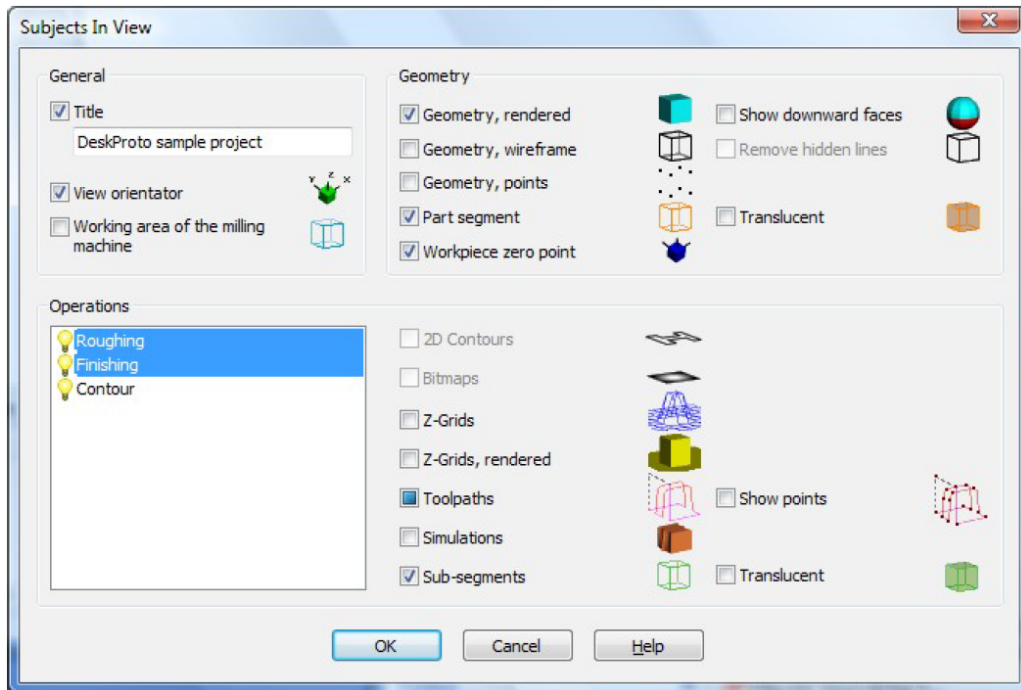 Subjects In View
X
General
Title
DeskProto sample project
View orientator
Y Z X
Working area of the milling
machine
Geometry
Geometry, rendered
Show downward faces
Geometry, wireframe
Remove hidden lines
Geometry, points
Part segment
Translucent
Workpiece zero point
Operations
Roughing
Finishing
Contour
2D Contours
Bitmaps
Z-Grids
Z-Grids, rendered
Toolpaths
Show points
Simulations
Sub-segments
Translucent
OK
Cancel
Help